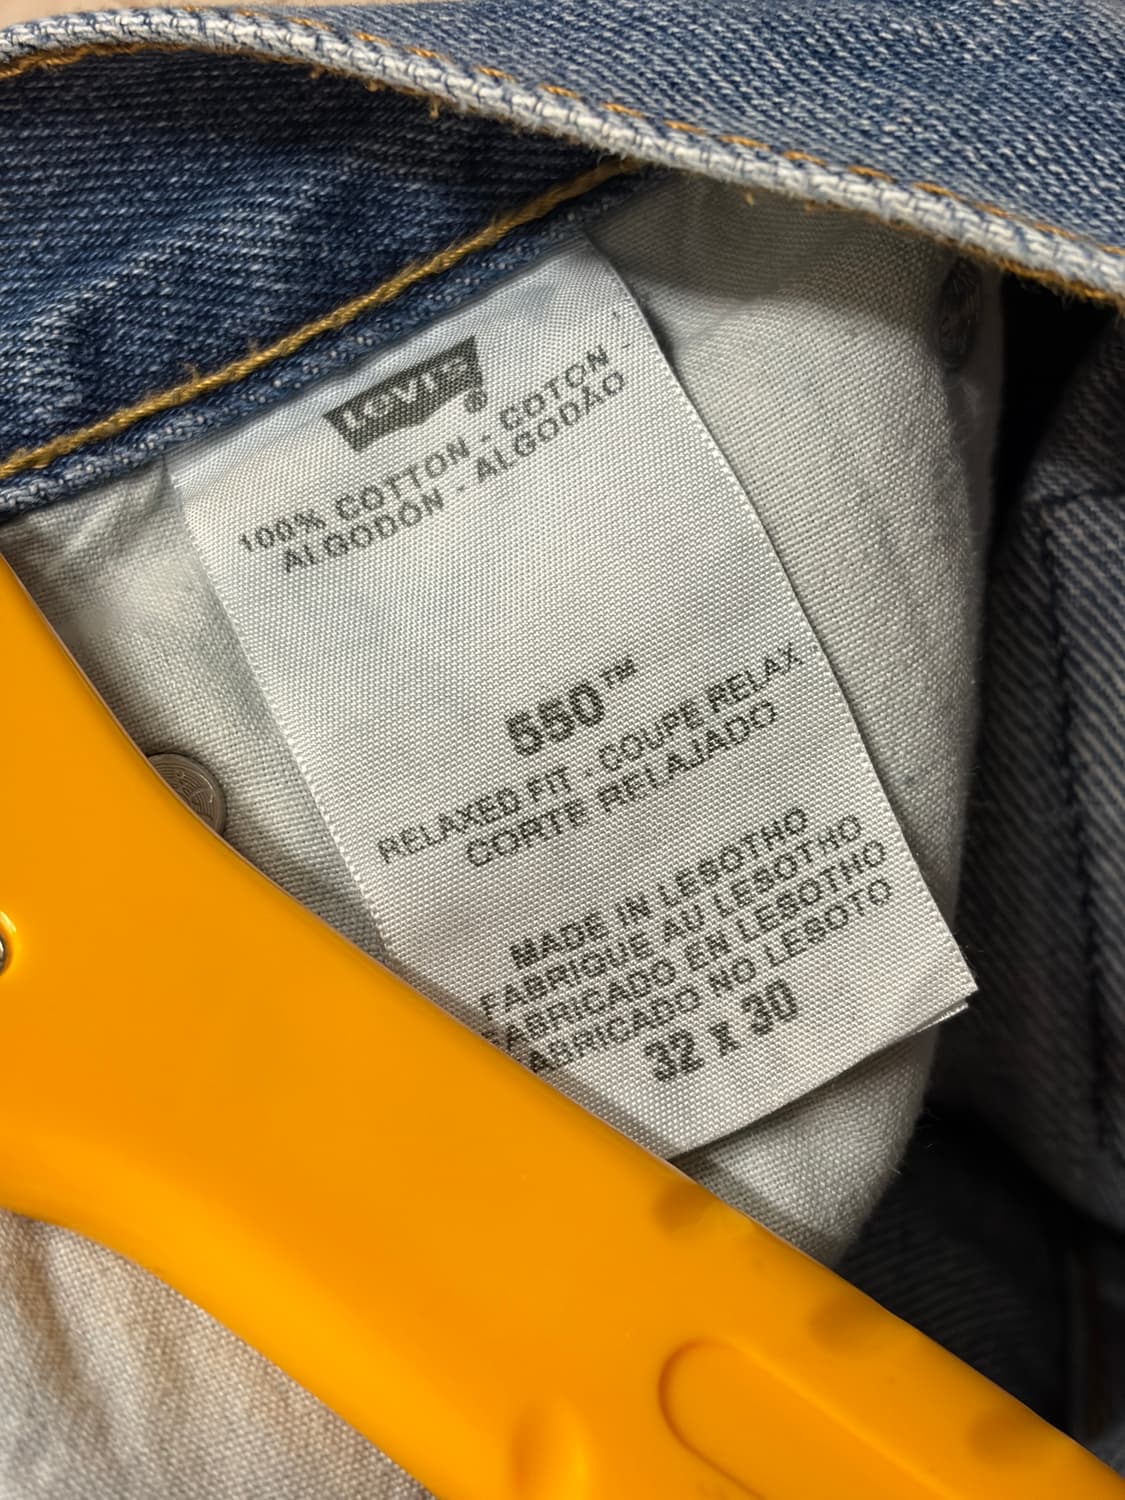 Levi's®
100% COTTON - COTON -
ALGODÓN - ALGODÃO
550™
RELAXED FIT - COUPE RELAX
CORTE RELAJADO
MADE IN LESOTHO
FABRIQUE AU LESOTHO
FABRICADO EN LESOTHO
ABRICADO NO LESOTO
32 x 30